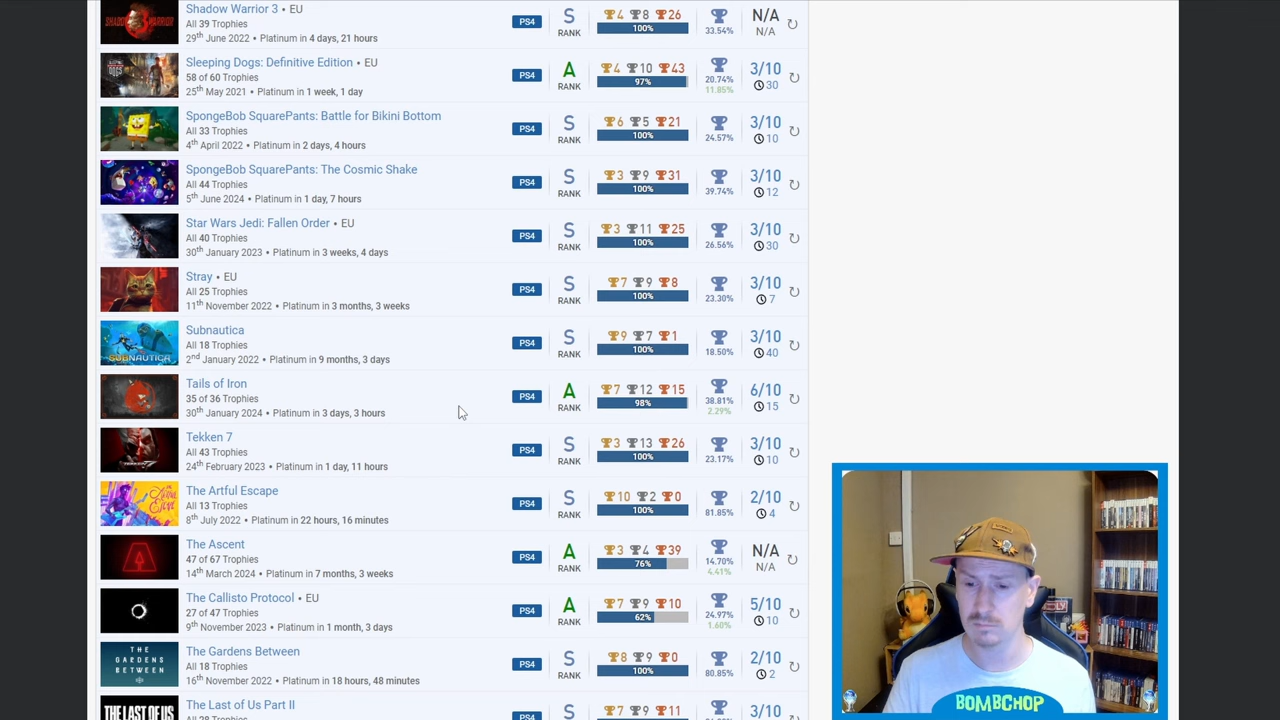 Shadow Warrior 3 • EU
All 39 Trophies
29th June 2022 • Platinum in 4 days, 21 hours
PS4
S RANK
4 8 26
100%
33.54%
N/A
N/A
Sleeping Dogs: Definitive Edition • EU
58 of 60 Trophies
25th May 2021 • Platinum in 1 week, 1 day
PS4
A RANK
4 10 43
97%
20.74%
11.85%
3/10
30
SpongeBob SquarePants: Battle for Bikini Bottom
All 33 Trophies
4th April 2022 • Platinum in 2 days, 4 hours
PS4
S RANK
6 5 21
100%
24.57%
3/10
10
SpongeBob SquarePants: The Cosmic Shake
All 44 Trophies
5th June 2024 • Platinum in 1 day, 7 hours
PS4
S RANK
3 9 31
100%
39.74%
3/10
12
Star Wars Jedi: Fallen Order • EU
All 40 Trophies
30th January 2023 • Platinum in 3 weeks, 4 days
PS4
S RANK
3 11 25
100%
26.56%
3/10
30
Stray • EU
All 25 Trophies
11th November 2022 • Platinum in 3 months, 3 weeks
PS4
S RANK
7 9 8
100%
23.30%
3/10
7
SUBNAUTICA
Subnautica
All 18 Trophies
2nd January 2022 • Platinum in 9 months, 3 days
PS4
S RANK
9 7 1
100%
18.50%
3/10
40
Tails of Iron
35 of 36 Trophies
30th January 2024 • Platinum in 3 days, 3 hours
PS4
A RANK
7 12 15
98%
38.81%
2.29%
6/10
15
Tekken 7
All 43 Trophies
24th February 2023 • Platinum in 1 day, 11 hours
PS4
S RANK
3 13 26
100%
23.17%
3/10
10
The Artful Escape
All 13 Trophies
8th July 2022 • Platinum in 22 hours, 16 minutes
PS4
S RANK
10 2 0
100%
81.85%
2/10
4
The Ascent
47 of 67 Trophies
14th March 2024 • Platinum in 7 months, 3 weeks
PS4
A RANK
3 4 39
76%
14.70%
4.41%
N/A
N/A
The Callisto Protocol • EU
27 of 47 Trophies
9th November 2023 • Platinum in 1 month, 3 days
PS4
A RANK
7 9 10
62%
24.97%
1.60%
5/10
10
THE
GARDENS
BETWEEN
The Gardens Between
All 18 Trophies
16th November 2022 • Platinum in 18 hours, 48 minutes
PS4
S RANK
8 9 0
100%
80.85%
2/10
2
THE LAST OF US
The Last of Us Part II
PS4
7 9 11
3/10
BOMBCHOP